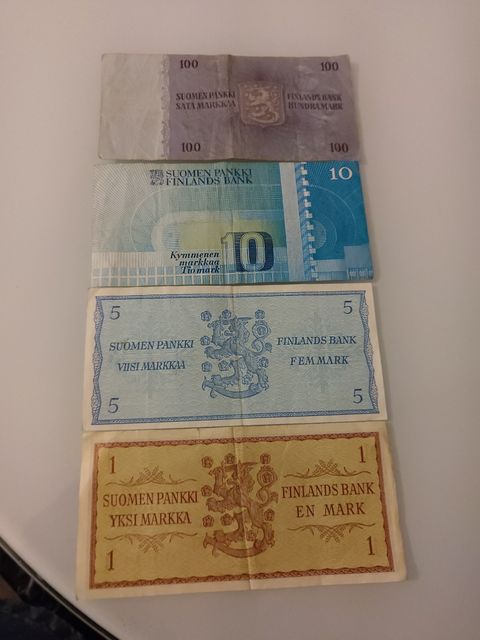 100 100
SUOMEN PANKKI FINLANDS BANK
SATA MARKKAA HUNDRA MARK
100 100
SUOMEN PANKKI 10
FINLANDS BANK
Kymmenen
markkaa
Tio mark
10
5 5
SUOMEN PANKKI FINLANDS BANK
VIISI MARKKAA FEM MARK
5 5
1 1
SUOMEN PANKKI FINLANDS BANK
YKSI MARKKA EN MARK
1 1